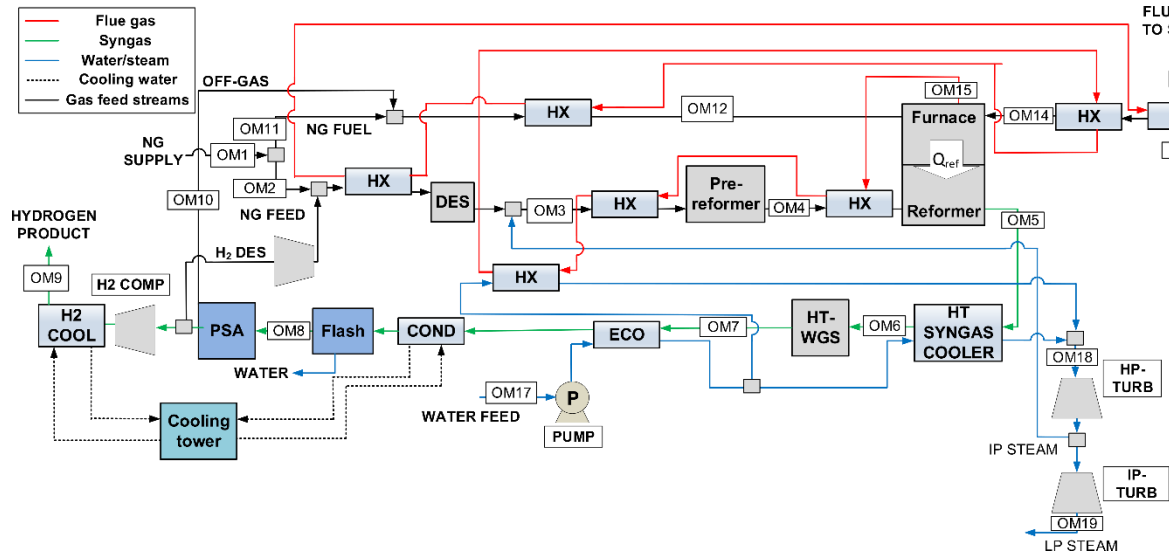 Flue gas
Syngas
Water/steam
Cooling water
Gas feed streams
FLU
TO S
OFF-GAS
OM12
OM15
OM11
NG FUEL
HX
Furnace
OM14
HX
NG
SUPPLY
OM1
Qref
OM2
HX
DES
Pre-
reformer
OM10
NG FEED
OM3
HX
OM4
HX
Reformer
OM5
HYDROGEN
PRODUCT
H2 DES
OM9
H2 COMP
HX
H2
COOL
PSA
OM8
Flash
COND
ECO
OM7
HT-
WGS
OM6
HT
SYNGAS
COOLER
WATER
OM18
HP-
TURB
OM17
WATER FEED
P
PUMP
Cooling
tower
IP STEAM
IP-
TURB
OM19
LP STEAM